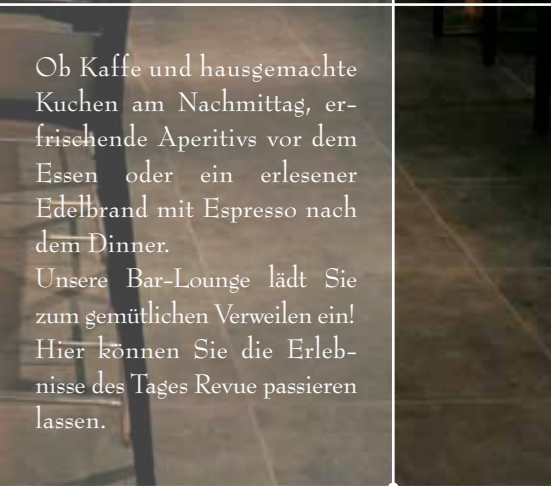 Ob Kaffe und hausgemachte
Kuchen am Nachmittag, er-
frischende Aperitivs vor dem
Essen oder ein erlesener
Edelbrand mit Espresso nach
dem Dinner.
Unsere Bar-Lounge lädt Sie
zum gemütlichen Verweilen ein!
Hier können Sie die Erleb-
nisse des Tages Revue passieren
lassen.